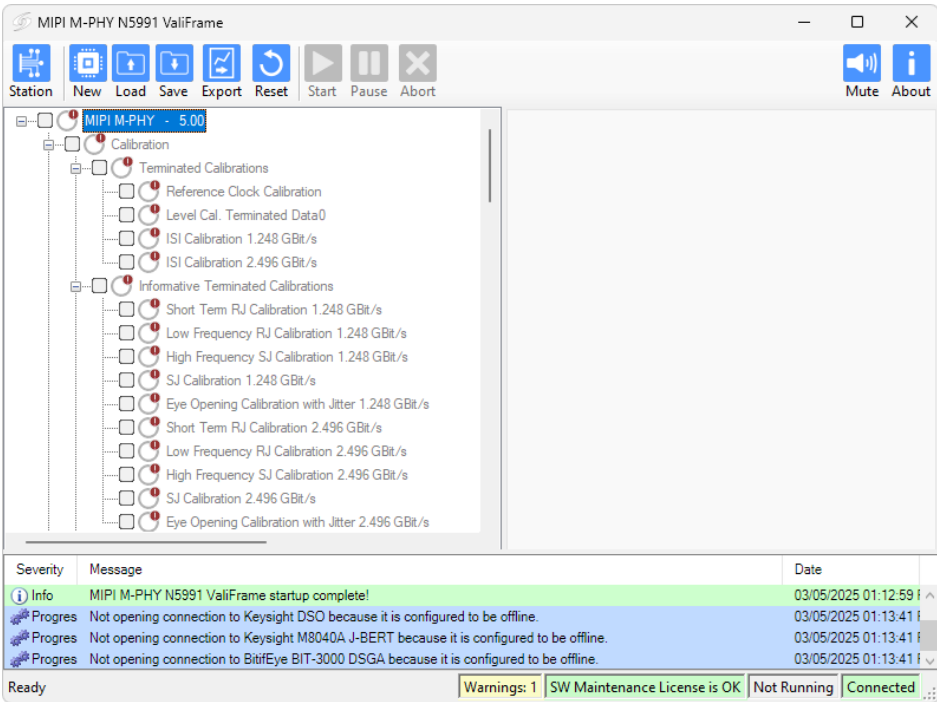 MIPI M-PHY N5991 ValiFrame
Station New Load Save Export Reset Start Pause Abort Mute About
MIPI M-PHY - 5.00
Calibration
Terminated Calibrations
Reference Clock Calibration
Level Cal. Terminated Data0
ISI Calibration 1.248 GBit/s
ISI Calibration 2.496 GBit/s
Informative Terminated Calibrations
Short Term RJ Calibration 1.248 GBit/s
Low Frequency RJ Calibration 1.248 GBit/s
High Frequency SJ Calibration 1.248 GBit/s
SJ Calibration 1.248 GBit/s
Eye Opening Calibration with Jitter 1.248 GBit/s
Short Term RJ Calibration 2.496 GBit/s
Low Frequency RJ Calibration 2.496 GBit/s
High Frequency SJ Calibration 2.496 GBit/s
SJ Calibration 2.496 GBit/s
Eye Opening Calibration with Jitter 2.496 GBit/s
Severity Message Date
Info MIPI M-PHY N5991 ValiFrame startup complete! 03/05/2025 01:12:59
Progres Not opening connection to Keysight DSO because it is configured to be offline. 03/05/2025 01:13:41
Progres Not opening connection to Keysight M8040A J-BERT because it is configured to be offline. 03/05/2025 01:13:41
Progres Not opening connection to BitifEye BIT-3000 DSGA because it is configured to be offline. 03/05/2025 01:13:41
Ready Warnings: 1 SW Maintenance License is OK Not Running Connected